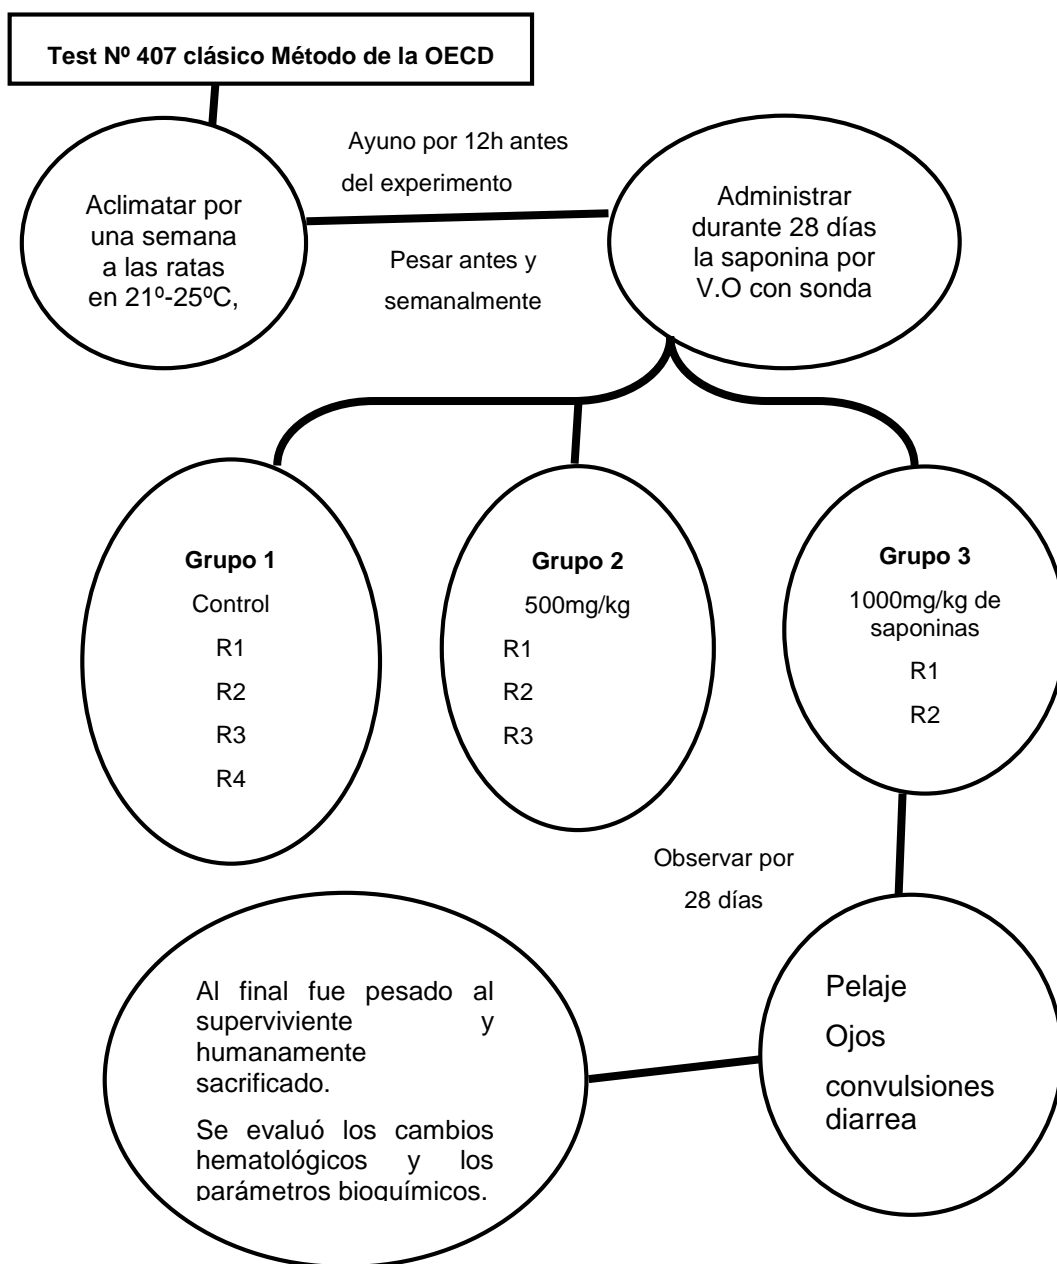 Test Nº 407 clásico Método de la OECD
Aclimatar por
una semana
a las ratas
en 21º-25ºC,
Ayuno por 12h antes
del experimento
Pesar antes y
semanalmente
Administrar
durante 28 días
la saponina por
V.O con sonda
Grupo 1
Control
R1
R2
R3
R4
Grupo 2
500mg/kg
R1
R2
R3
Grupo 3
1000mg/kg de
saponinas
R1
R2
Observar por
28 días
Pelaje
Ojos
convulsiones
diarrea
Al final fue pesado al
superviviente y
humanamente
sacrificado.
Se evaluó los cambios
hematológicos y los
parámetros bioquímicos.